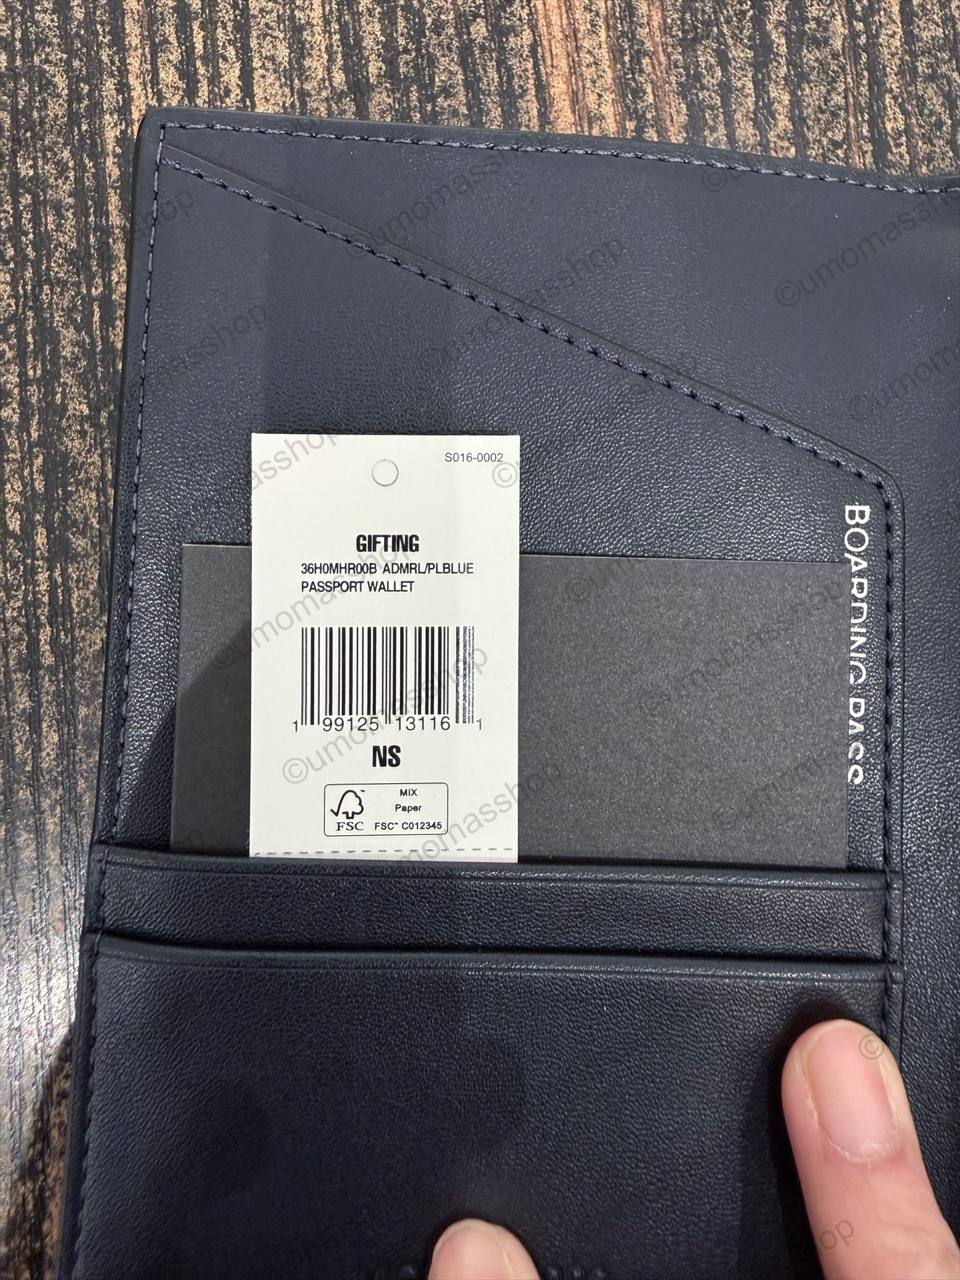 S016-0002
GIFTING
36H0MHR00B ADMRL/PLBLUE
PASSPORT WALLET
1 99125 13116 1
NS
MIX
Paper
FSC
FSC™ C012345
BOARDING PASS
©umomasshop